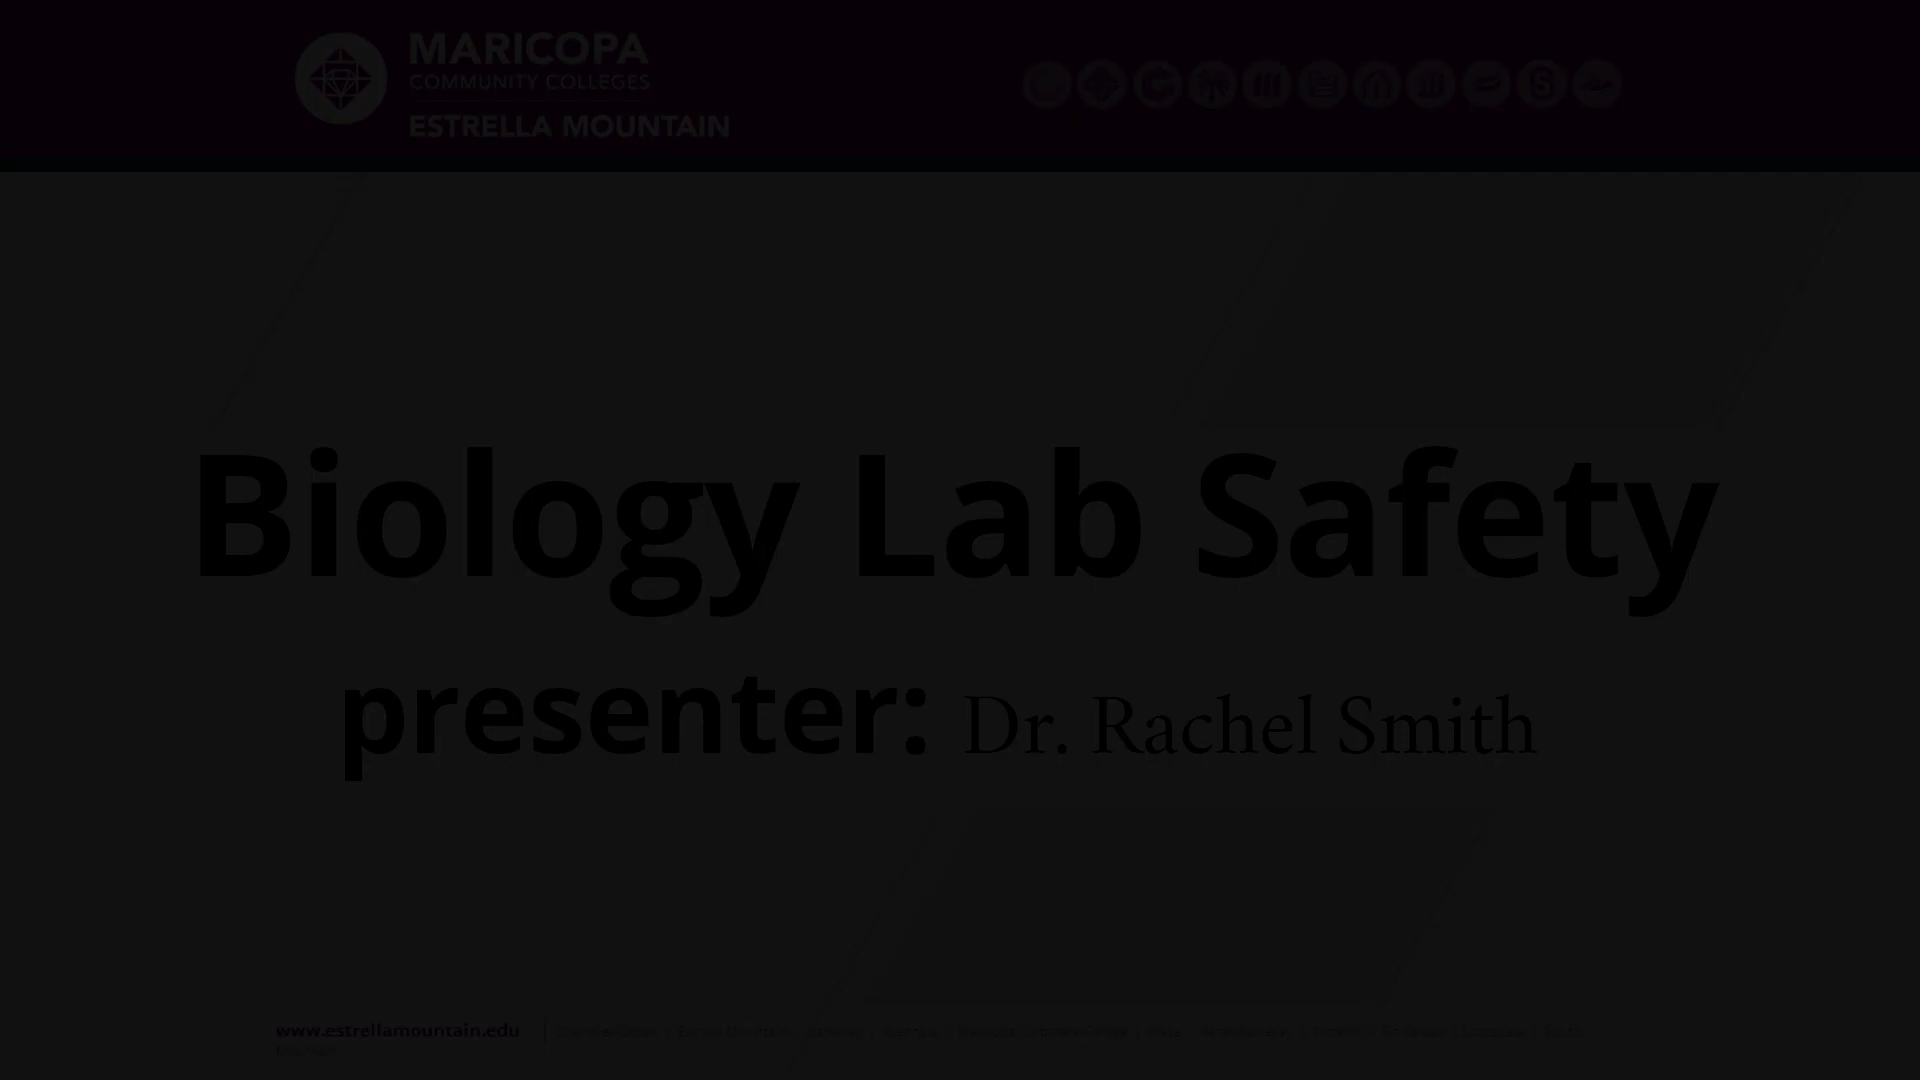 MARICOPA
COMMUNITY COLLEGES
ESTRELLA MOUNTAIN
Biology Lab Safety
presenter: Dr. Rachel Smith
www.estrellamountain.edu